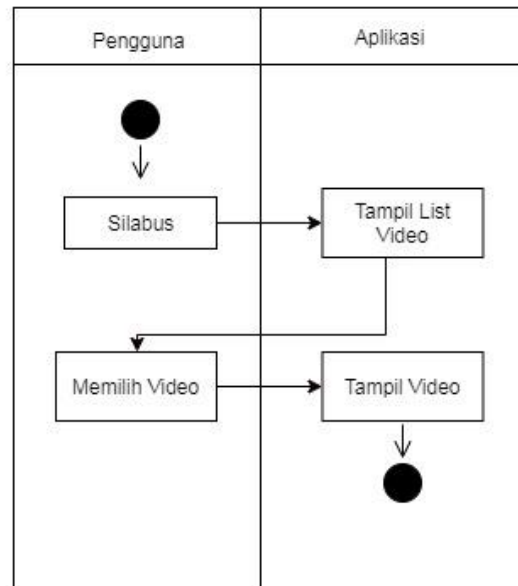 Pengguna
Aplikasi
Silabus
Tampil List
Video
Memilih Video
Tampil Video